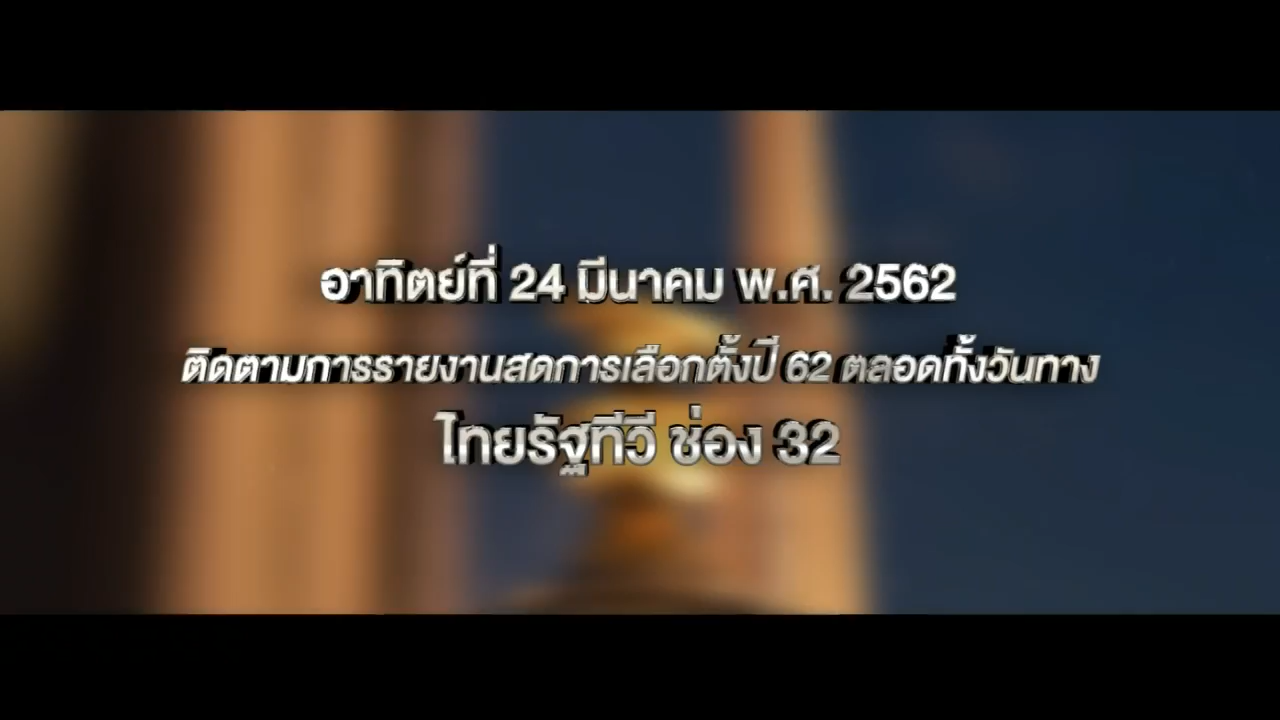 อาทิตย์ที่ 24 มีนาคม พ.ศ. 2562
ติดตามการรายงานสดการเลือกตั้งปี 62 ตลอดทั้งวันทาง
ไทยรัฐทีวี ช่อง 32